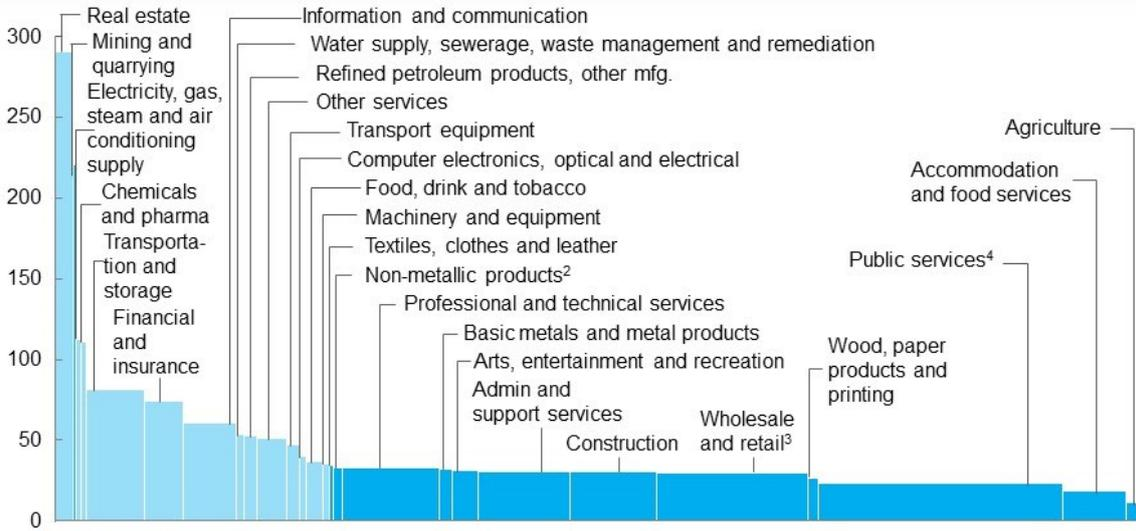 300
250
200
150
100
50
0
Real estate
Mining and
quarrying
Electricity, gas,
steam and air
conditioning
supply
Chemicals
and pharma
Transporta-
tion and
storage
Financial
and
insurance
Information and communication
Water supply, sewerage, waste management and remediation
Refined petroleum products, other mfg.
Other services
Transport equipment
Computer electronics, optical and electrical
Food, drink and tobacco
Machinery and equipment
Textiles, clothes and leather
Non-metallic products²
Professional and technical services
Basic metals and metal products
Arts, entertainment and recreation
Admin and
support services
Construction
Wholesale
and retail³
Wood, paper
products and
printing
Public services⁴
Accommodation
and food services
Agriculture